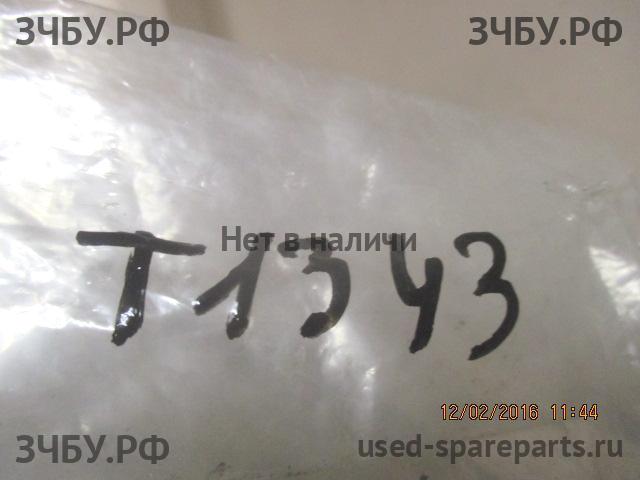 ЗЧБУ.РФ ЗЧБУ.РФ
Нет в наличи
Т1343
12/02/2016 11:44
ЗЧБУ.РФ used-spareparts.ru